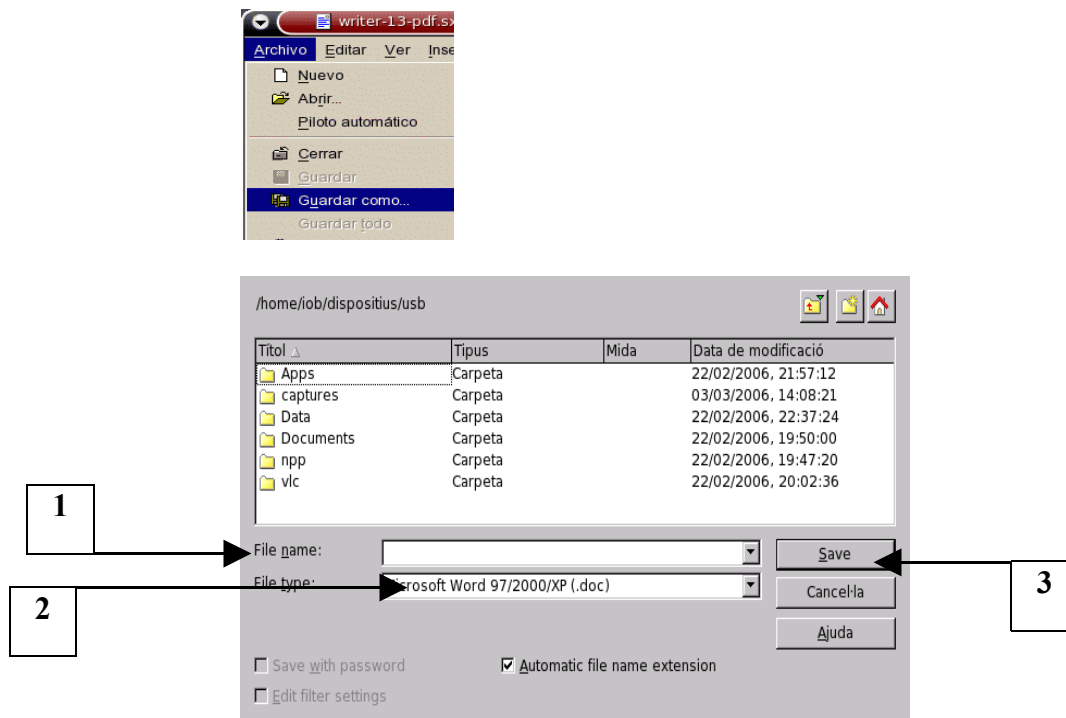 writer-13-pdf.sx
Archivo Editar Ver Inse
Nuevo
Abrir...
Piloto automático
Cerrar
Guardar
Guardar como...
Guardar todo
/home/iob/dispositius/usb
Títol Tipus Mida Data de modificació
Apps Carpeta 22/02/2006, 21:57:12
captures Carpeta 03/03/2006, 14:08:21
Data Carpeta 22/02/2006, 22:37:24
Documents Carpeta 22/02/2006, 19:50:00
npp Carpeta 22/02/2006, 19:47:20
vlc Carpeta 22/02/2006, 20:02:36
1
File name: Save
3
File type: Microsoft Word 97/2000/XP (.doc) Cancel·la
2
Ajuda
Save with password Automatic file name extension
Edit filter settings